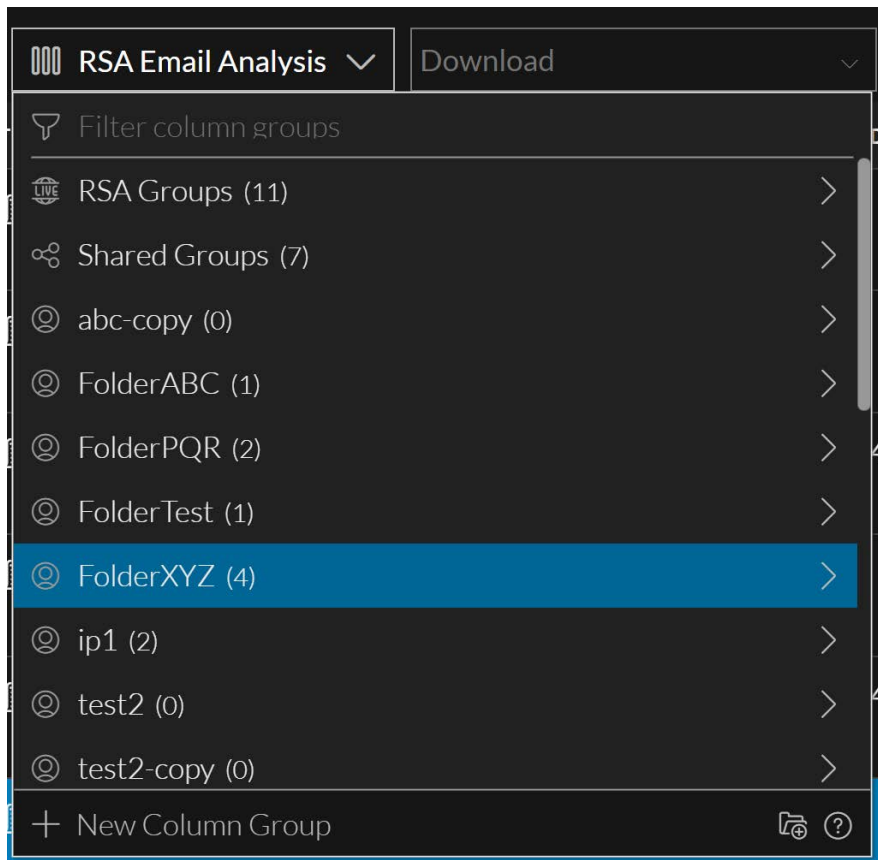 RSA Email Analysis
Download
Filter column groups
LIVE RSA Groups (11)
Shared Groups (7)
abc-copy (0)
FolderABC (1)
FolderPQR (2)
FolderTest (1)
FolderXYZ (4)
ip1 (2)
test2 (0)
test2-copy (0)
New Column Group